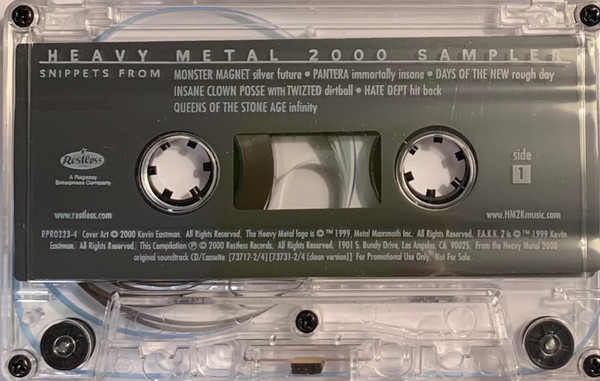 HEAVY METAL 2000 SAMPLER
SNIPPETS FROM MONSTER MAGNET silver future • PANTERA immortally insane • DAYS OF THE NEW rough day
INSANE CLOWN POSSE WITH TWIZTED dirtball • HATE DEPT hit back
QUEENS OF THE STONE AGE infinity
Restless
A Regency
Enterprises Company
side
1
www.restless.com
www.HM2Kmusic.com
RPRO223-4 Cover Art © 2000 Kevin Eastman. All Rights Reserved. The Heavy Metal logo is © ™ 1999, Metal Mammoth Inc. All Rights Reserved. F.A.K.K. 2 is © ™ 1999 Kevin
Eastman. All Rights Reserved. This Compilation ℗ © 2000 Restless Records. All Rights Reserved. 1901 S. Bundy Drive, Los Angeles, CA, 90025. From the Heavy Metal 2000
original soundtrack CD/Cassette [73717-2/4] [73731-2/4 (clean version)] For Promotional Use Only. Not For Sale.